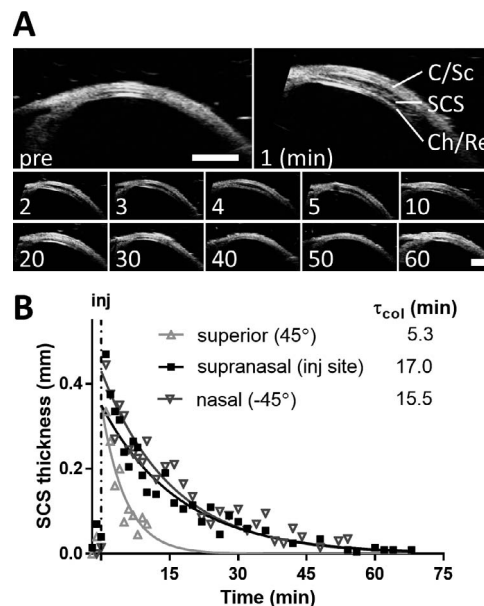 A
pre
1 (min)
C/Sc
SCS
Ch/Re
2
3
4
5
10
20
30
40
50
60
B
inj
τcol (min)
superior (45°)
5.3
supranasal (inj site)
17.0
nasal (-45°)
15.5
SCS thickness (mm)
0.4
0.2
0.0
15
30
45
60
75
Time (min)